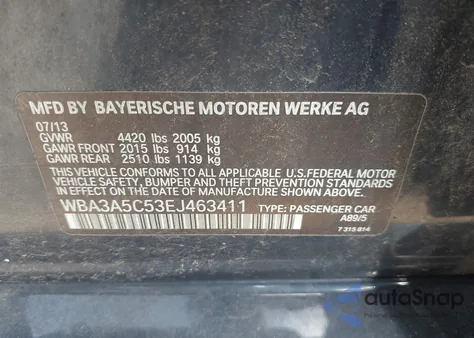 MFD BY BAYERISCHE MOTOREN WERKE AG
07/13
GVWR 4420 lbs 2005 kg
GAWR FRONT 2015 lbs 914 kg
GAWR REAR 2510 lbs 1139 kg
THIS VEHICLE CONFORMS TO ALL APPLICABLE U.S.FEDERAL MOTOR
VEHICLE SAFETY, BUMPER, AND THEFT PREVENTION STANDARDS
IN EFFECT ON THE DATE OF MANUFACTURE SHOWN ABOVE.
WBA3A5C53EJ463411 TYPE: PASSENGER CAR
A89/5
7 315 814
autoSnap